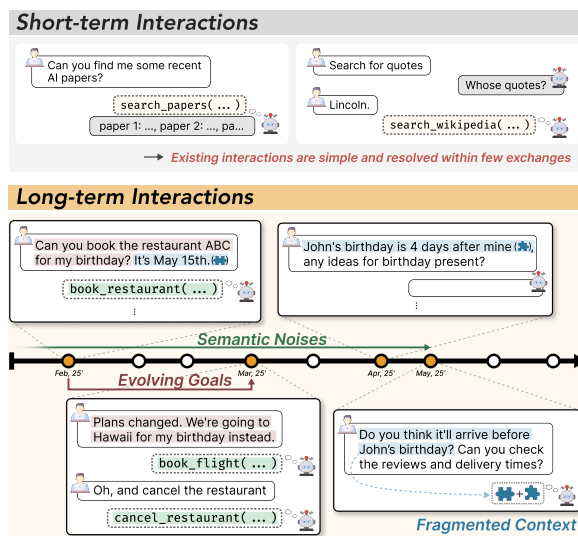 Short-term Interactions
Can you find me some recent
AI papers?
search_papers( ... )
paper 1: ..., paper 2: ..., pa...
Search for quotes
Whose quotes?
Lincoln.
search_wikipedia( ... )
Existing interactions are simple and resolved within few exchanges
Long-term Interactions
Can you book the restaurant ABC
for my birthday? It's May 15th.( )
book_restaurant( ... )
⋮
John's birthday is 4 days after mine( ),
any ideas for birthday present?
⋮
Semantic Noises
Feb, 25'
Mar, 25'
Apr, 25'
May, 25'
Evolving Goals
Plans changed. We're going to
Hawaii for my birthday instead.
book_flight( ... )
Oh, and cancel the restaurant
cancel_restaurant( ... )
Do you think it'll arrive before
John's birthday? Can you check
the reviews and delivery times?
+
Fragmented Context